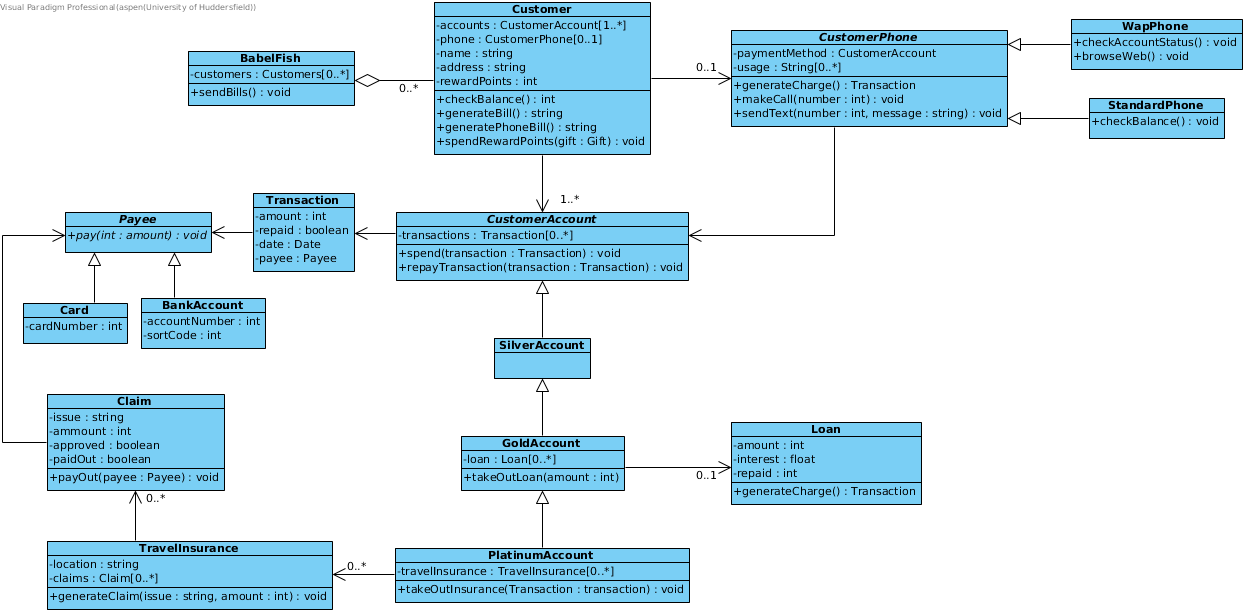 Visual Paradigm Professional(aspen(University of Huddersfield))
Customer
-accounts : CustomerAccount[1..*]
-phone : CustomerPhone[0..1]
-name : string
-address : string
-rewardPoints : int
+checkBalance() : int
+generateBill() : string
+generatePhoneBill() : string
+spendRewardPoints(gift : Gift) : void
BabelFish
-customers : Customers[0..*]
+sendBills() : void
0..*
0..1
CustomerPhone
-paymentMethod : CustomerAccount
-usage : String[0..*]
+generateCharge() : Transaction
+makeCall(number : int) : void
+sendText(number : int, message : string) : void
WapPhone
+checkAccountStatus() : void
+browseWeb() : void
StandardPhone
+checkBalance() : void
1..*
Payee
+pay(int : amount) : void
Transaction
-amount : int
-repaid : boolean
-date : Date
-payee : Payee
CustomerAccount
-transactions : Transaction[0..*]
+spend(transaction : Transaction) : void
+repayTransaction(transaction : Transaction) : void
Card
-cardNumber : int
BankAccount
-accountNumber : int
-sortCode : int
SilverAccount
Claim
-issue : string
-ammount : int
-approved : boolean
-paidOut : boolean
+payOut(payee : Payee) : void
0..*
GoldAccount
-loan : Loan[0..*]
+takeOutLoan(amount : int)
0..1
Loan
-amount : int
-interest : float
-repaid : int
+generateCharge() : Transaction
TravelInsurance
-location : string
-claims : Claim[0..*]
+generateClaim(issue : string, amount : int) : void
0..*
PlatinumAccount
-travelInsurance : TravelInsurance[0..*]
+takeOutInsurance(Transaction : transaction) : void